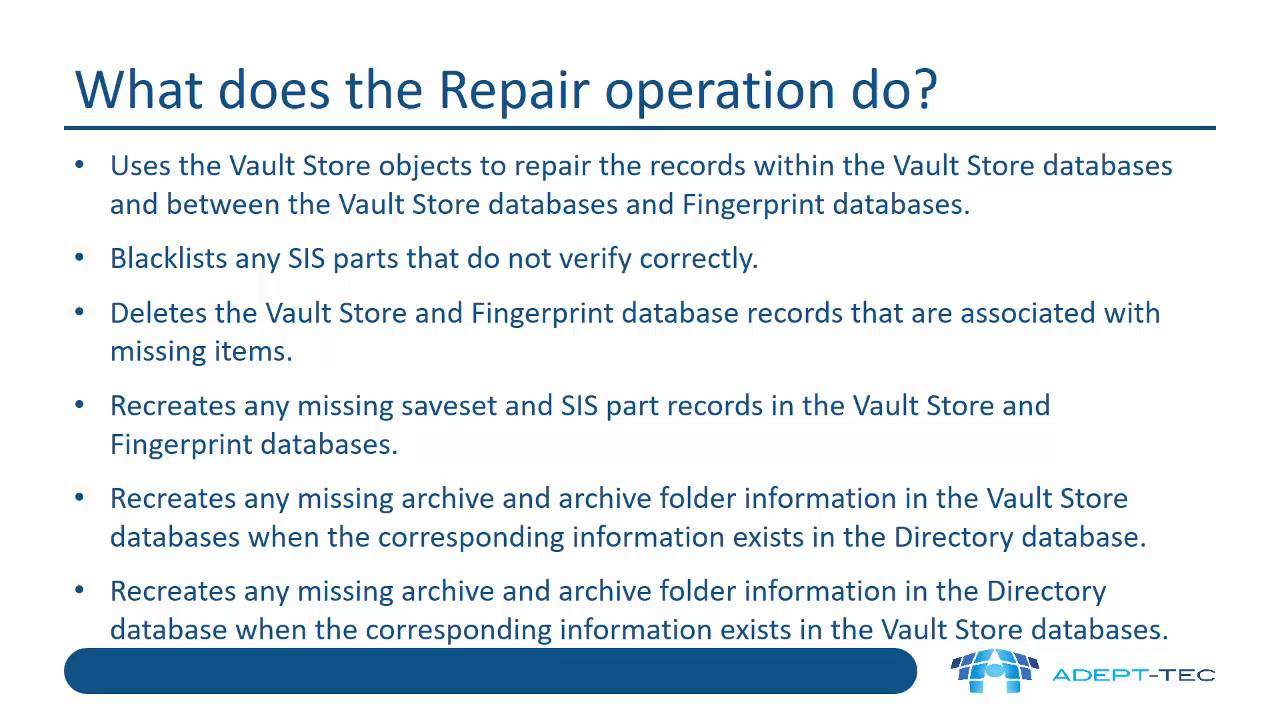 What does the Repair operation do?
• Uses the Vault Store objects to repair the records within the Vault Store databases
and between the Vault Store databases and Fingerprint databases.
• Blacklists any SIS parts that do not verify correctly.
• Deletes the Vault Store and Fingerprint database records that are associated with
missing items.
• Recreates any missing saveset and SIS part records in the Vault Store and
Fingerprint databases.
• Recreates any missing archive and archive folder information in the Vault Store
databases when the corresponding information exists in the Directory database.
• Recreates any missing archive and archive folder information in the Directory
database when the corresponding information exists in the Vault Store databases.
ADEPT-TEC